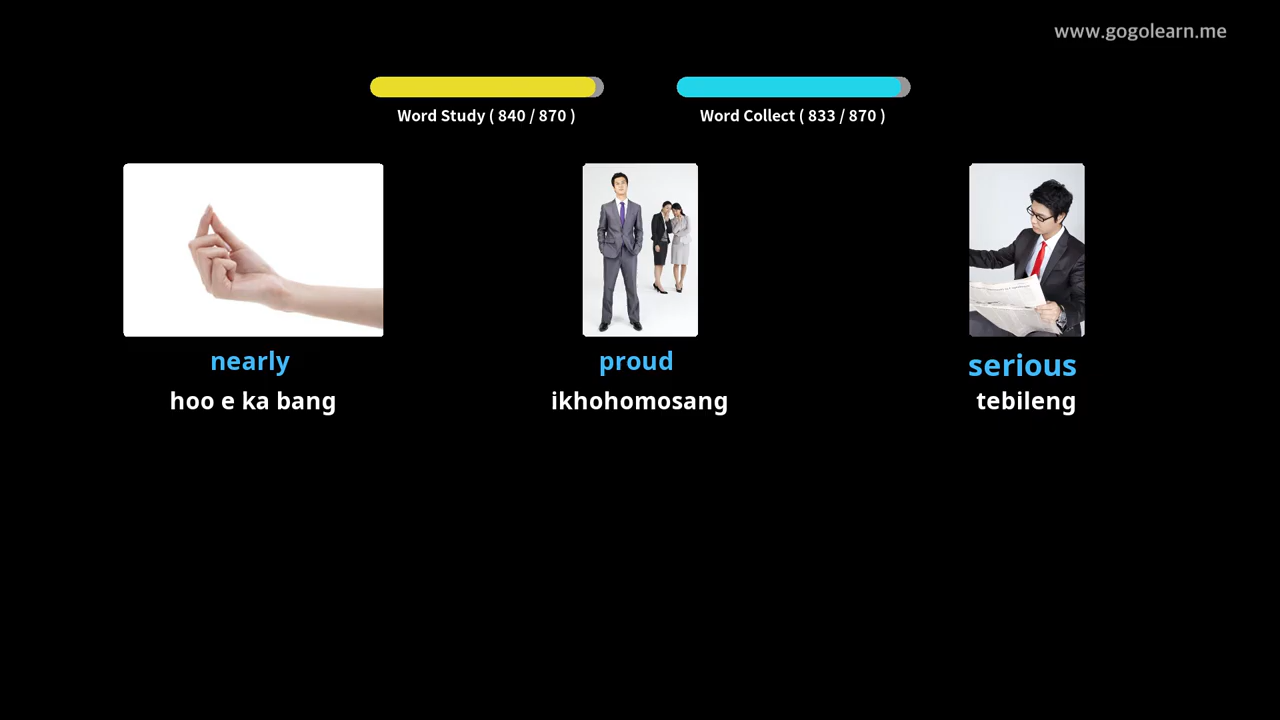 www.gogolearn.me
Word Study ( 840 / 870 )
Word Collect ( 833 / 870 )
nearly
hoo e ka bang
proud
ikhohomosang
serious
tebileng